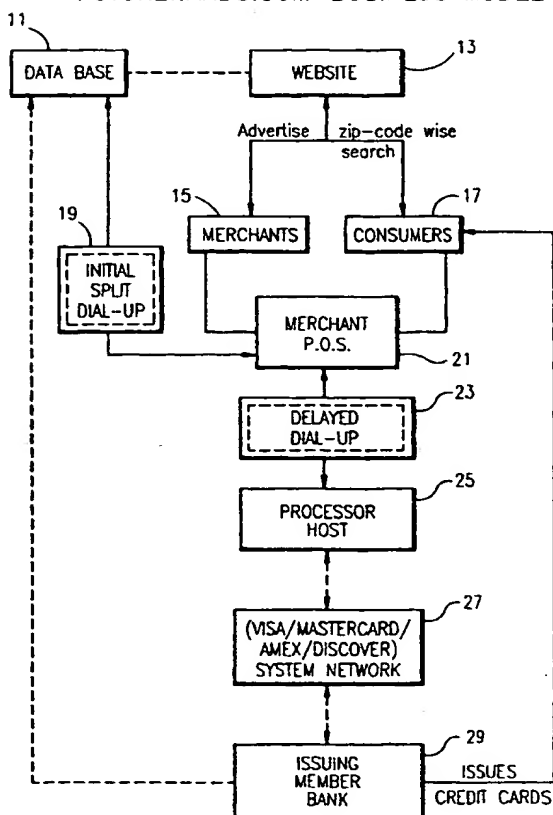 11
DATA BASE
WEBSITE
13
Advertise
zip-code wise
search
15
MERCHANTS
17
CONSUMERS
19
INITIAL
SPLIT
DIAL-UP
MERCHANT
P.O.S.
21
DELAYED
DIAL-UP
23
PROCESSOR
HOST
25
(VISA/MASTERCARD/
AMEX/DISCOVER)
SYSTEM NETWORK
27
ISSUING
MEMBER
BANK
29
ISSUES
CREDIT CARDS